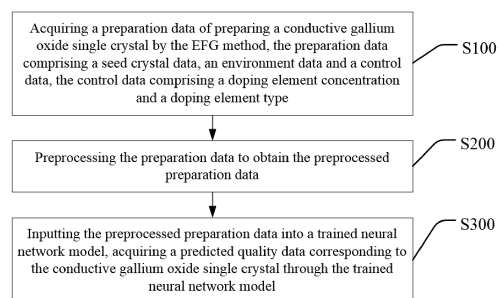 Acquiring a preparation data of preparing a conductive gallium
oxide single crystal by the EFG method, the preparation data
comprising a seed crystal data, an environment data and a control
data, the control data comprising a doping element concentration
and a doping element type
S100
Preprocessing the preparation data to obtain the preprocessed
preparation data
S200
Inputting the preprocessed preparation data into a trained neural
network model, acquiring a predicted quality data corresponding to
the conductive gallium oxide single crystal through the trained
neural network model
S300